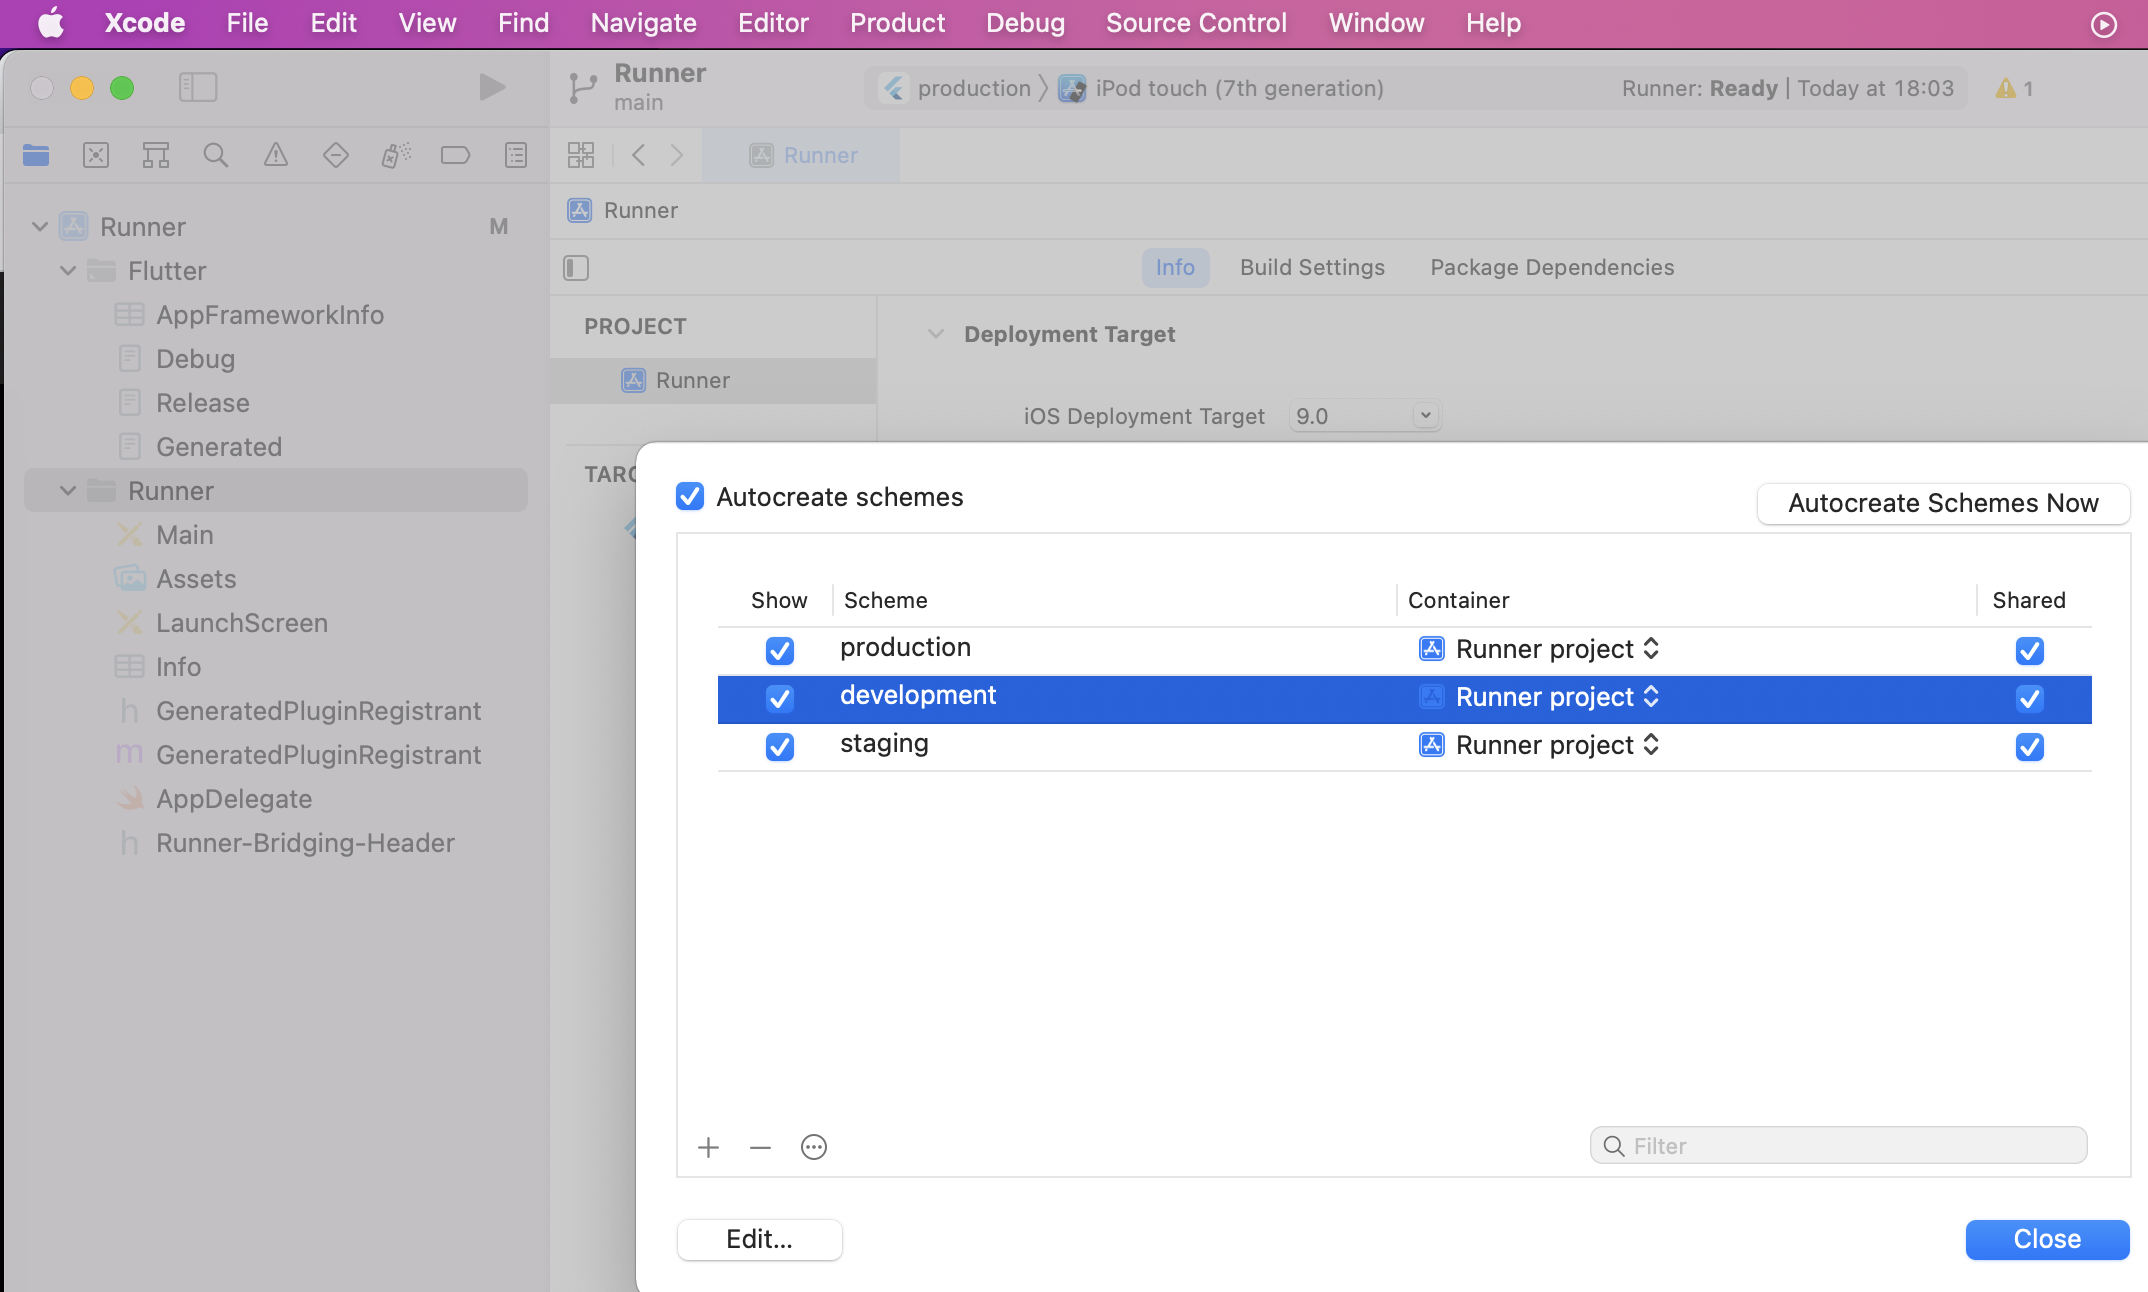 Xcode File Edit View Find Navigate Editor Product Debug Source Control Window Help
Runner
main
production iPod touch (7th generation)
Runner: Ready | Today at 18:03
1
Runner
Runner
Info Build Settings Package Dependencies
Runner M
Flutter
AppFrameworkInfo
Debug
Release
Generated
Runner
Main
Assets
LaunchScreen
Info
h GeneratedPluginRegistrant
m GeneratedPluginRegistrant
AppDelegate
h Runner-Bridging-Header
PROJECT
Runner
TARG
Deployment Target
iOS Deployment Target 9.0
Autocreate schemes
Autocreate Schemes Now
Show Scheme Container Shared
production Runner project
development Runner project
staging Runner project
Filter
Edit...
Close